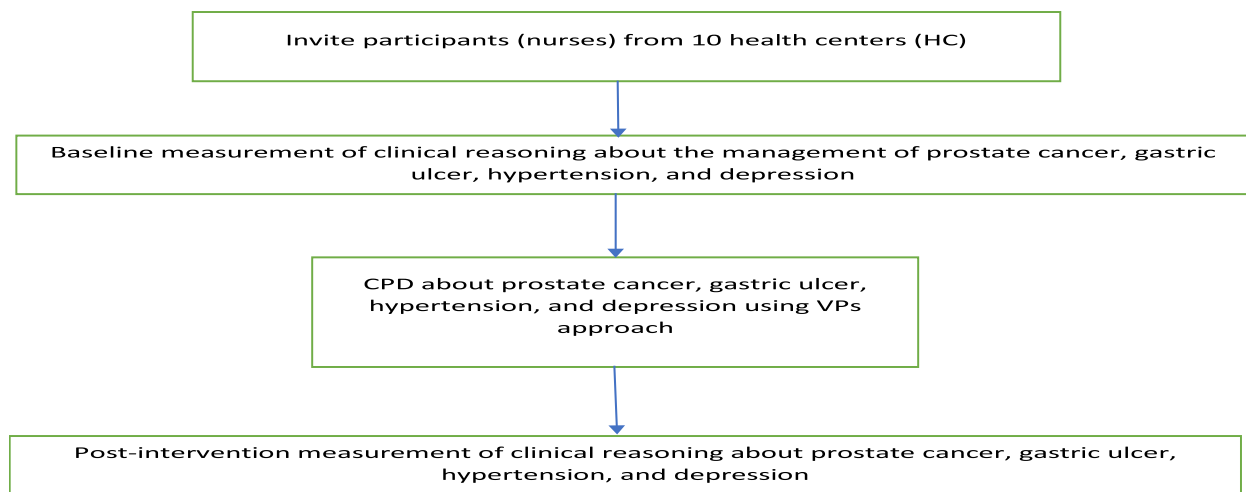 Invite participants (nurses) from 10 health centers (HC)
Baseline measurement of clinical reasoning about the management of prostate cancer, gastric
ulcer, hypertension, and depression
CPD about prostate cancer, gastric ulcer,
hypertension, and depression using VPs
approach
Post-intervention measurement of clinical reasoning about prostate cancer, gastric ulcer,
hypertension, and depression